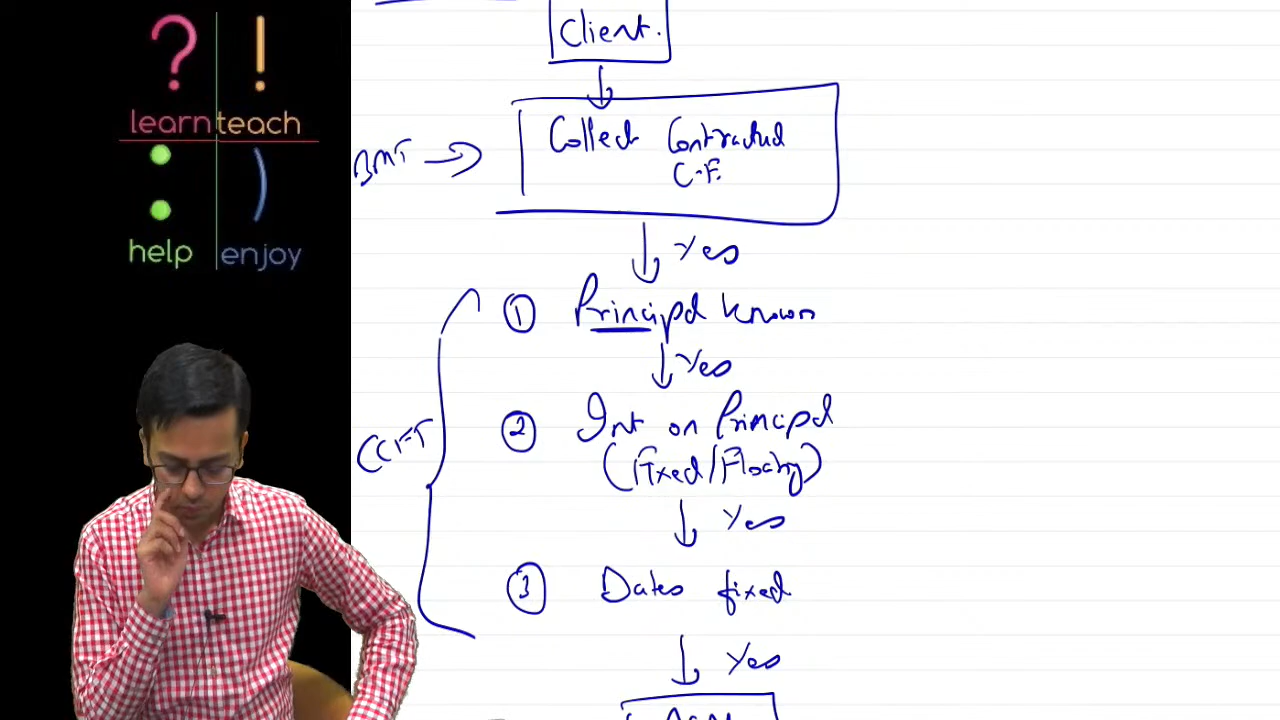 ?
!
learn
teach
:
)
help
enjoy
Client.
BMT
Collect Contracted
C.F.
Yes
① Principal known
Yes
CCFT
② Int on Principal
(Fixed/Floating)
Yes
③ Dates fixed
Yes